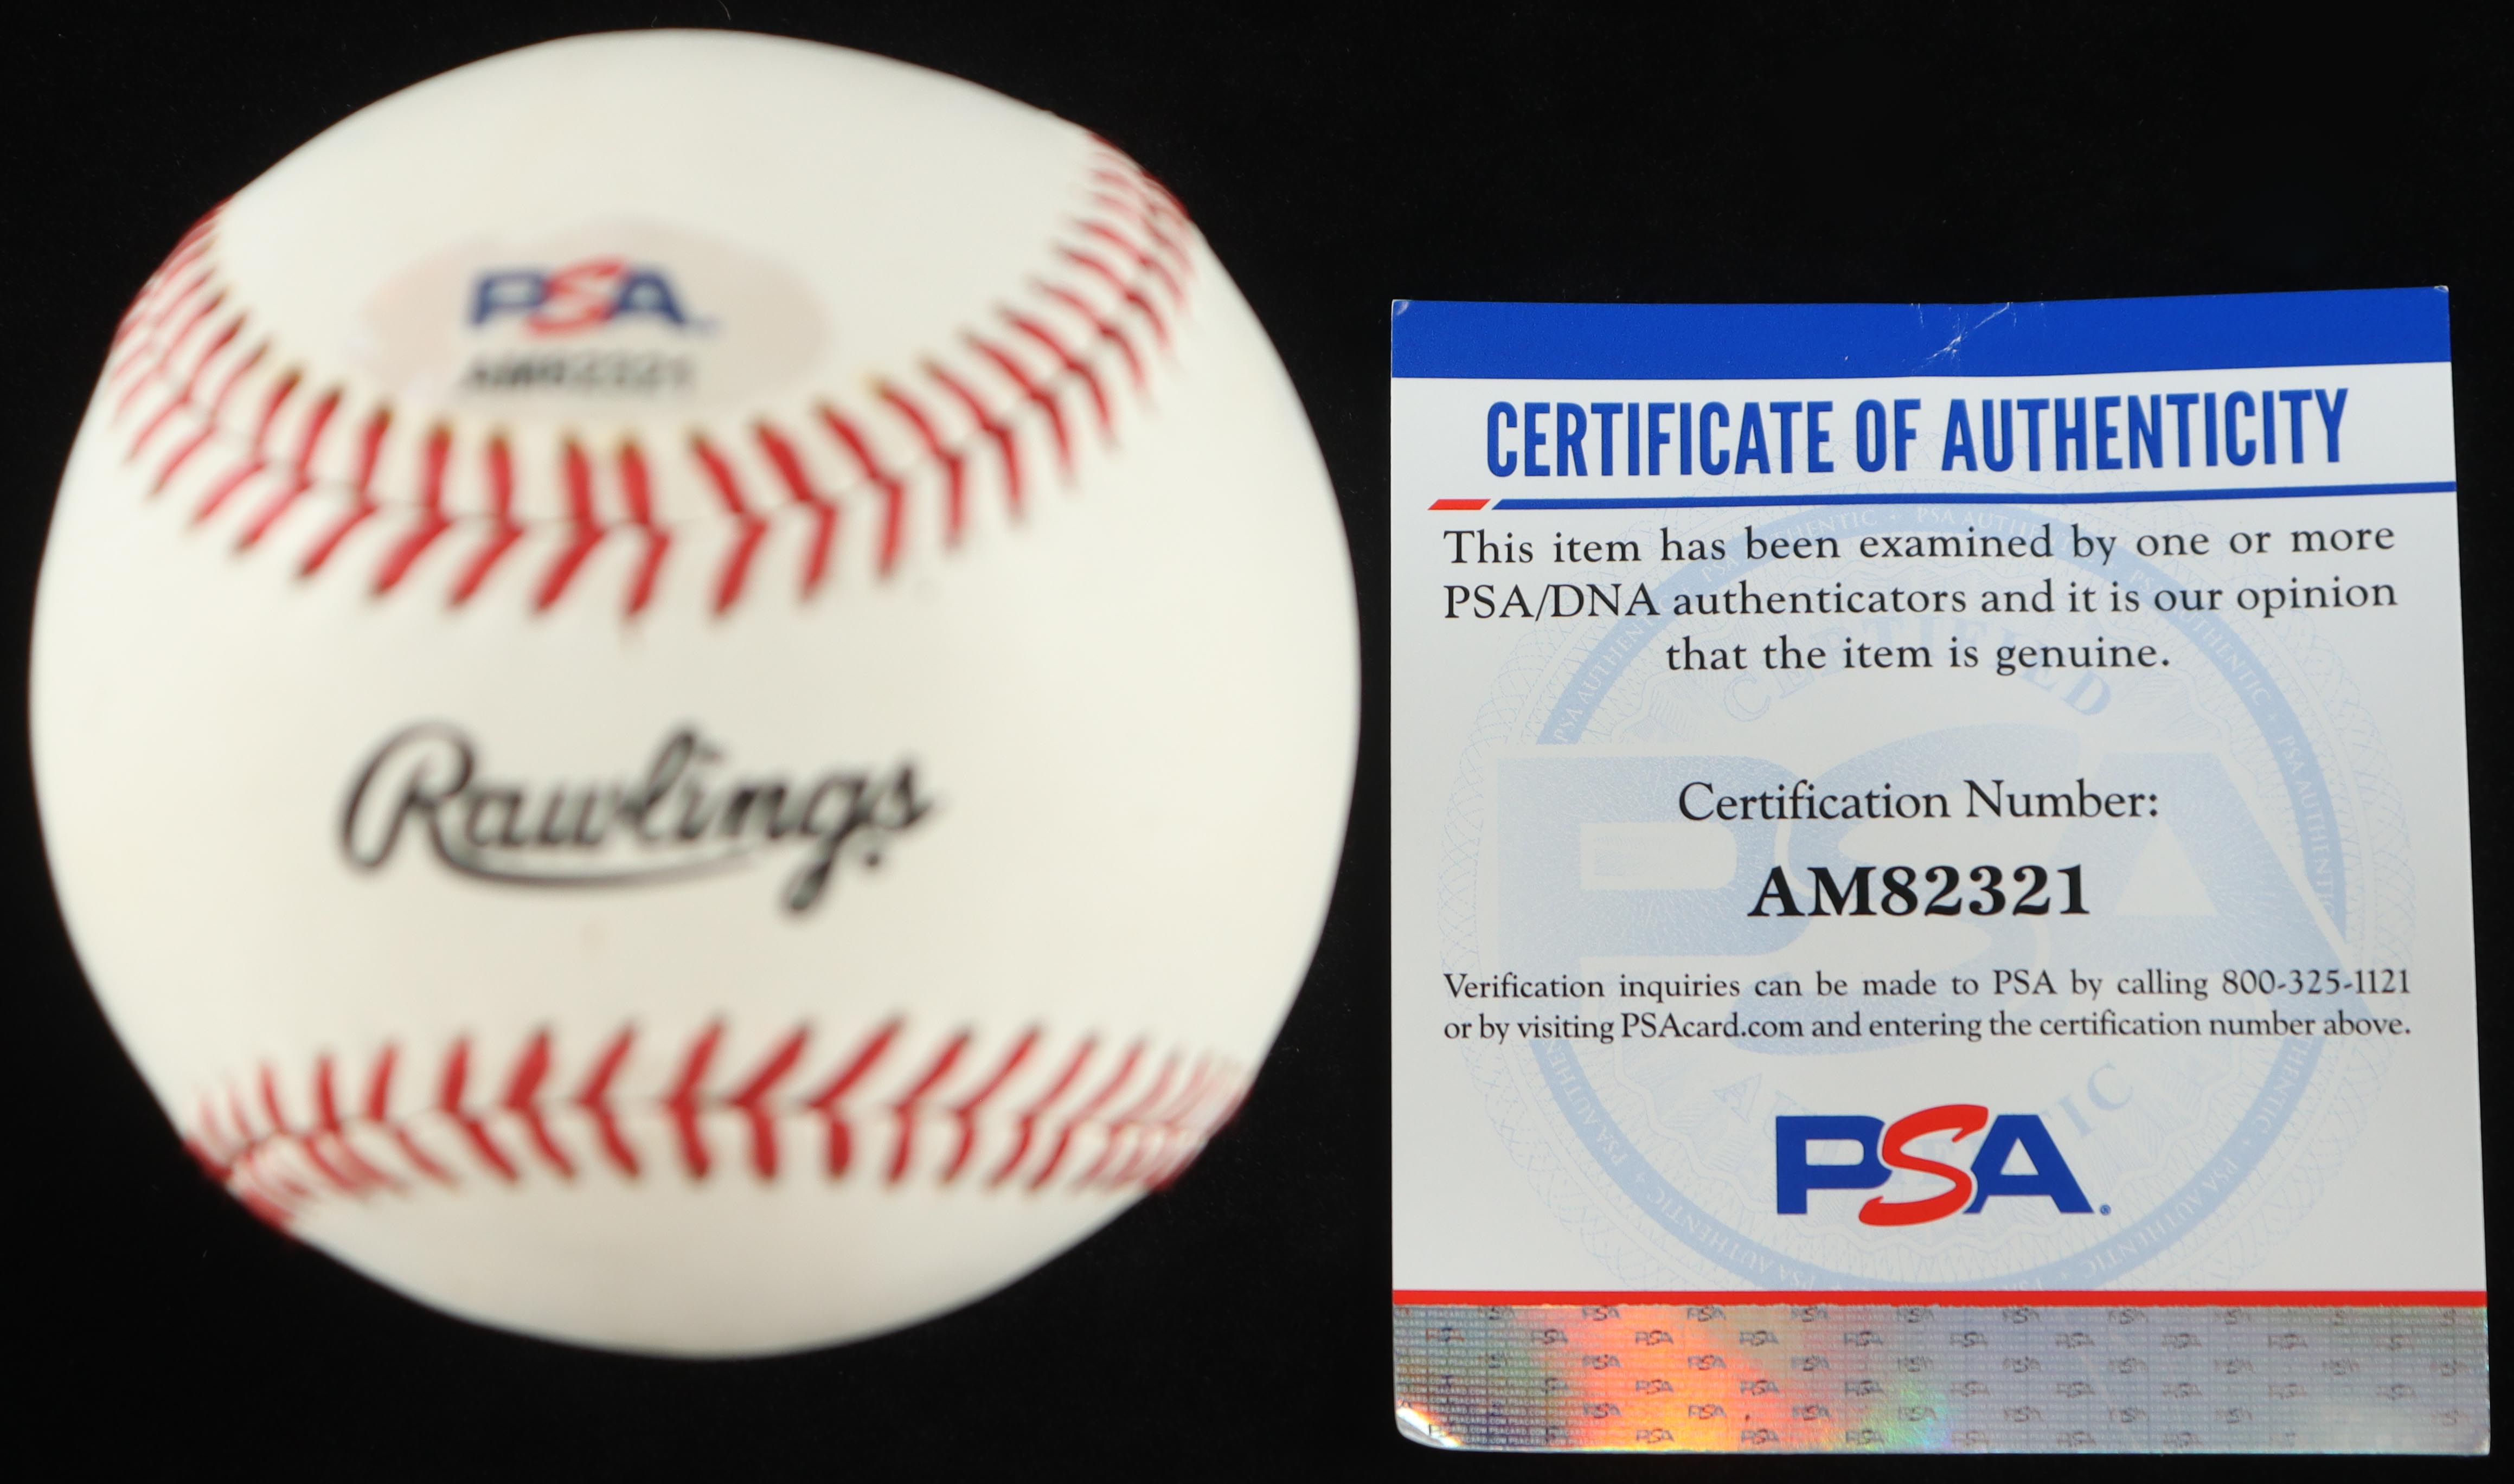 PSA
AM82321
Rawlings
CERTIFICATE OF AUTHENTICITY
This item has been examined by one or more
PSA/DNA authenticators and it is our opinion
that the item is genuine.
CERTIFIED
Certification Number:
AM82321
Verification inquiries can be made to PSA by calling 800-325-1121
or by visiting PSAcard.com and entering the certification number above.
PSA®